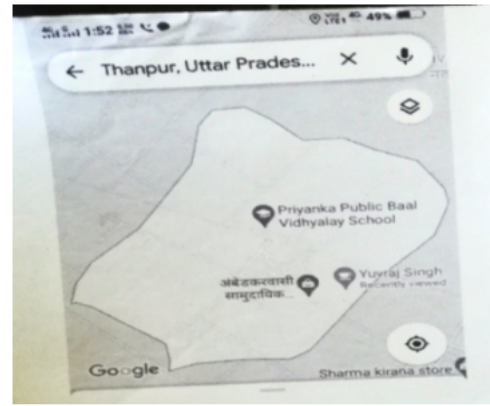 1:52
49%
Thanpur, Uttar Prades...
Priyanka Public Baal
Vidhyalay School
अंबेडकरवासी
सामुदायिक...
Yuvraj Singh
Recently viewed
Google
Sharma kirana store